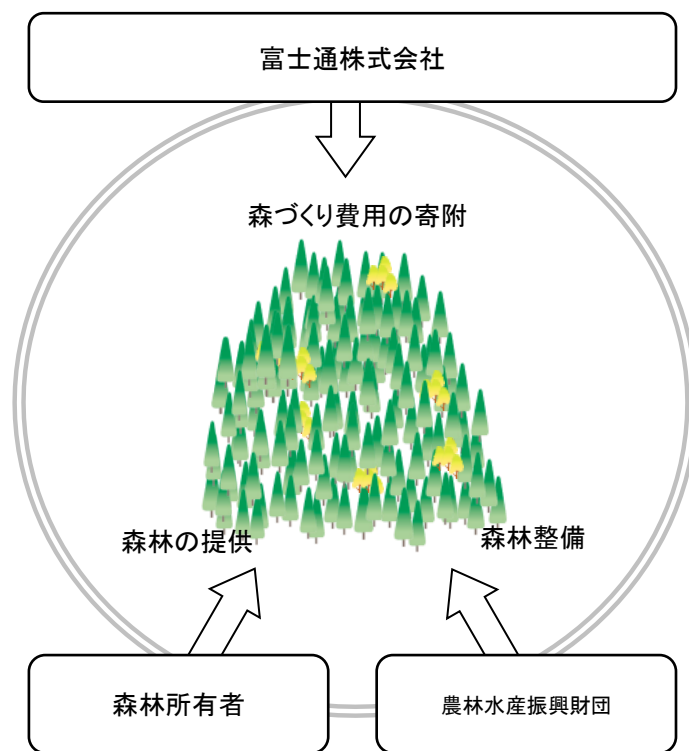 富士通株式会社
森づくり費用の寄附
森林の提供
森林整備
森林所有者
農林水産振興財団